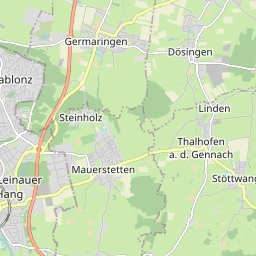 Germaringen
Dösingen
ablonz
Linden
Steinholz
Thalhofen
a. d. Gennach
Mauerstetten
Leinauer
Hang
Stöttwang